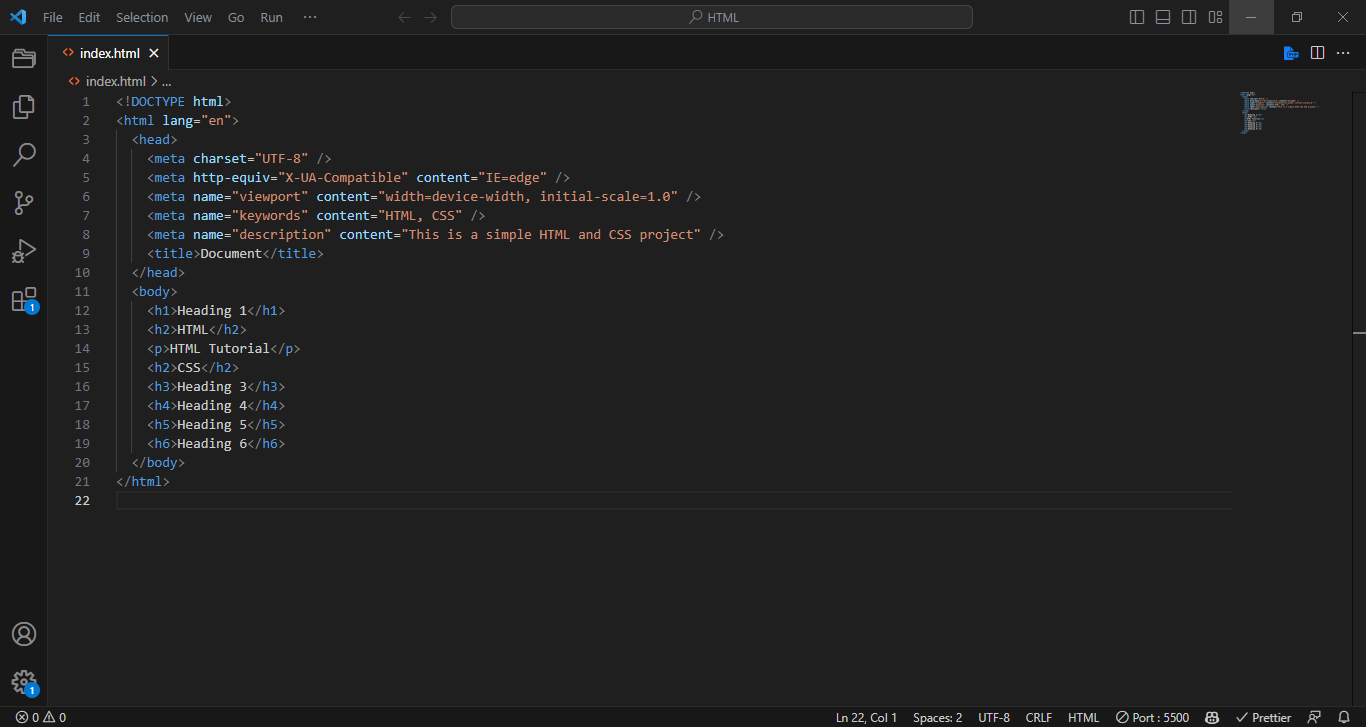 File Edit Selection View Go Run ···
HTML
index.html
index.html > ...
1 <!DOCTYPE html>
2 <html lang="en">
3 <head>
4 <meta charset="UTF-8" />
5 <meta http-equiv="X-UA-Compatible" content="IE=edge" />
6 <meta name="viewport" content="width=device-width, initial-scale=1.0" />
7 <meta name="keywords" content="HTML, CSS" />
8 <meta name="description" content="This is a simple HTML and CSS project" />
9 <title>Document</title>
10 </head>
11 <body>
12 <h1>Heading 1</h1>
13 <h2>HTML</h2>
14 <p>HTML Tutorial</p>
15 <h2>CSS</h2>
16 <h3>Heading 3</h3>
17 <h4>Heading 4</h4>
18 <h5>Heading 5</h5>
19 <h6>Heading 6</h6>
20 </body>
21 </html>
22
1
1
0 0 Ln 22, Col 1 Spaces: 2 UTF-8 CRLF HTML Port : 5500 Prettier